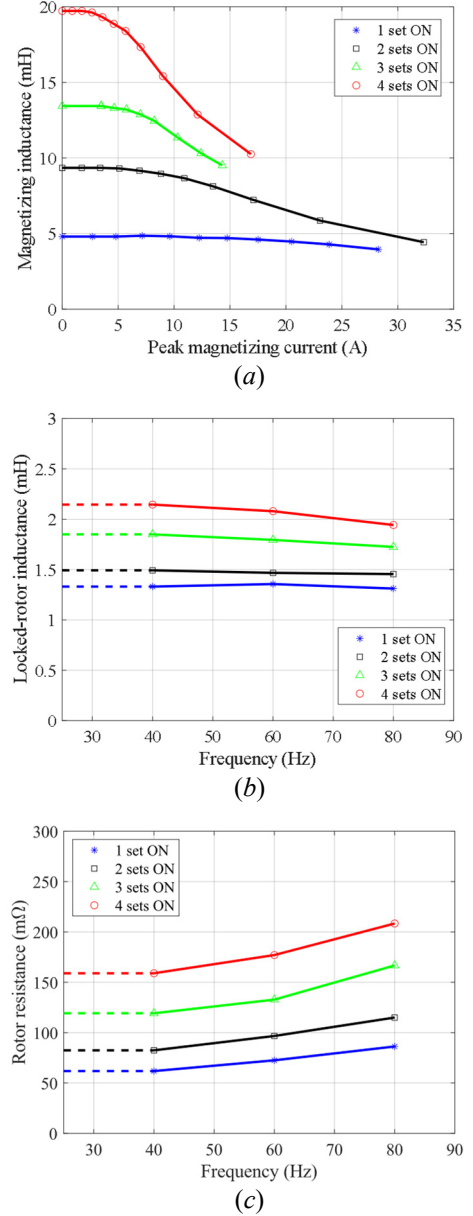 20
15
10
5
0
Magnetizing inductance (mH)
1 set ON
2 sets ON
3 sets ON
4 sets ON
0 5 10 15 20 25 30 35
Peak magnetizing current (A)
(a)
3
2.5
2
1.5
1
0.5
0
Locked-rotor inductance (mH)
1 set ON
2 sets ON
3 sets ON
4 sets ON
30 40 50 60 70 80 90
Frequency (Hz)
(b)
300
250
200
150
100
50
0
Rotor resistance (mΩ)
1 set ON
2 sets ON
3 sets ON
4 sets ON
30 40 50 60 70 80 90
Frequency (Hz)
(c)